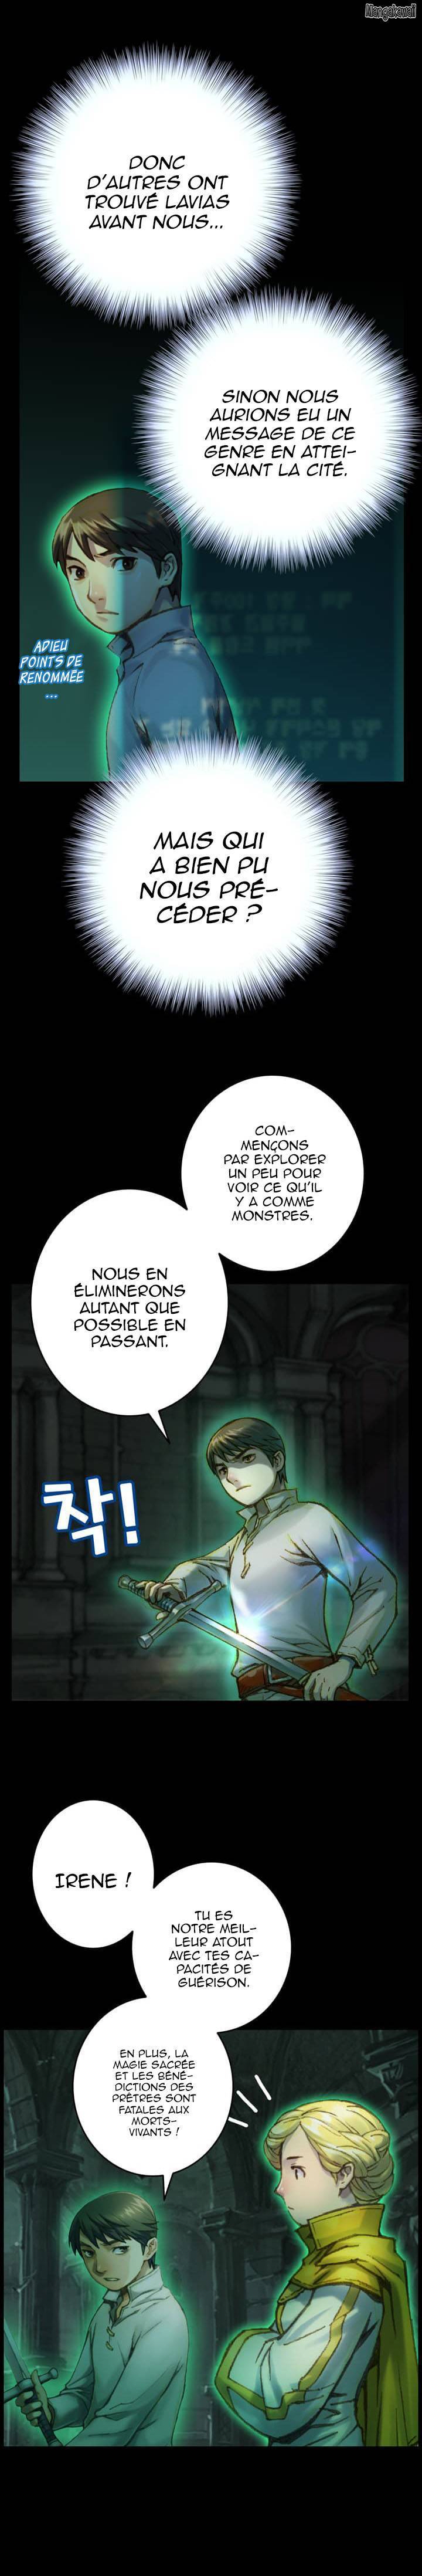 Mangakawaii
DONC
D'AUTRES ONT
TROUVÉ LAVIAS
AVANT NOUS...
SINON NOUS
AURIONS EU UN
MESSAGE DE CE
GENRE EN ATTEI-
GNANT LA CITÉ.
ADIEU
POINTS DE
RENOMMÉE
...
MAIS QUI
A BIEN PU
NOUS PRÉ-
CÉDER ?
COM-
MENÇONS
PAR EXPLORER
UN PEU POUR
VOIR CE QU'IL
Y A COMME
MONSTRES.
NOUS EN
ÉLIMINERONS
AUTANT QUE
POSSIBLE EN
PASSANT.
착!
IRENE !
TU ES
NOTRE MEIL-
LEUR ATOUT
AVEC TES CA-
PACITÉS DE
GUÉRISON.
EN PLUS, LA
MAGIE SACRÉE
ET LES BÉNÉ-
DICTIONS DES
PRÊTRES SONT
FATALES AUX
MORTS-
VIVANTS !